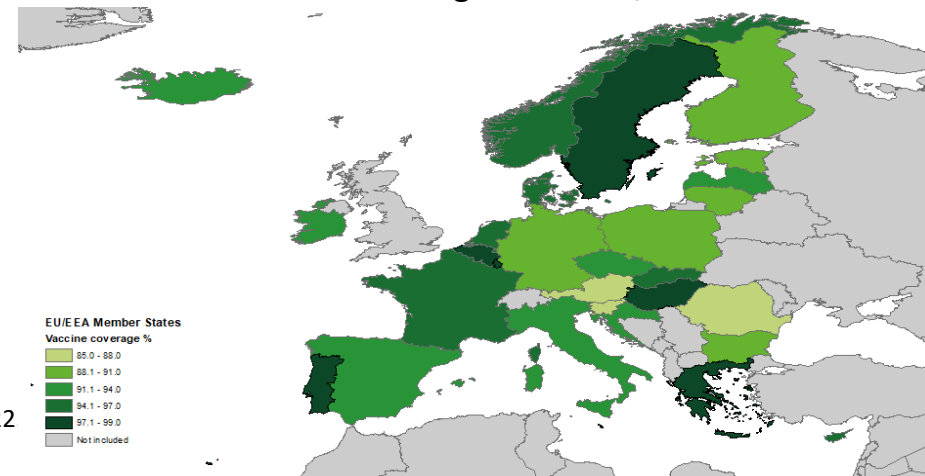 EU/EEA Member States
Vaccine coverage %
85.0 - 88.0
88.1 - 91.0
91.1 - 94.0
94.1 - 97.0
97.1 - 99.0
Not included
22